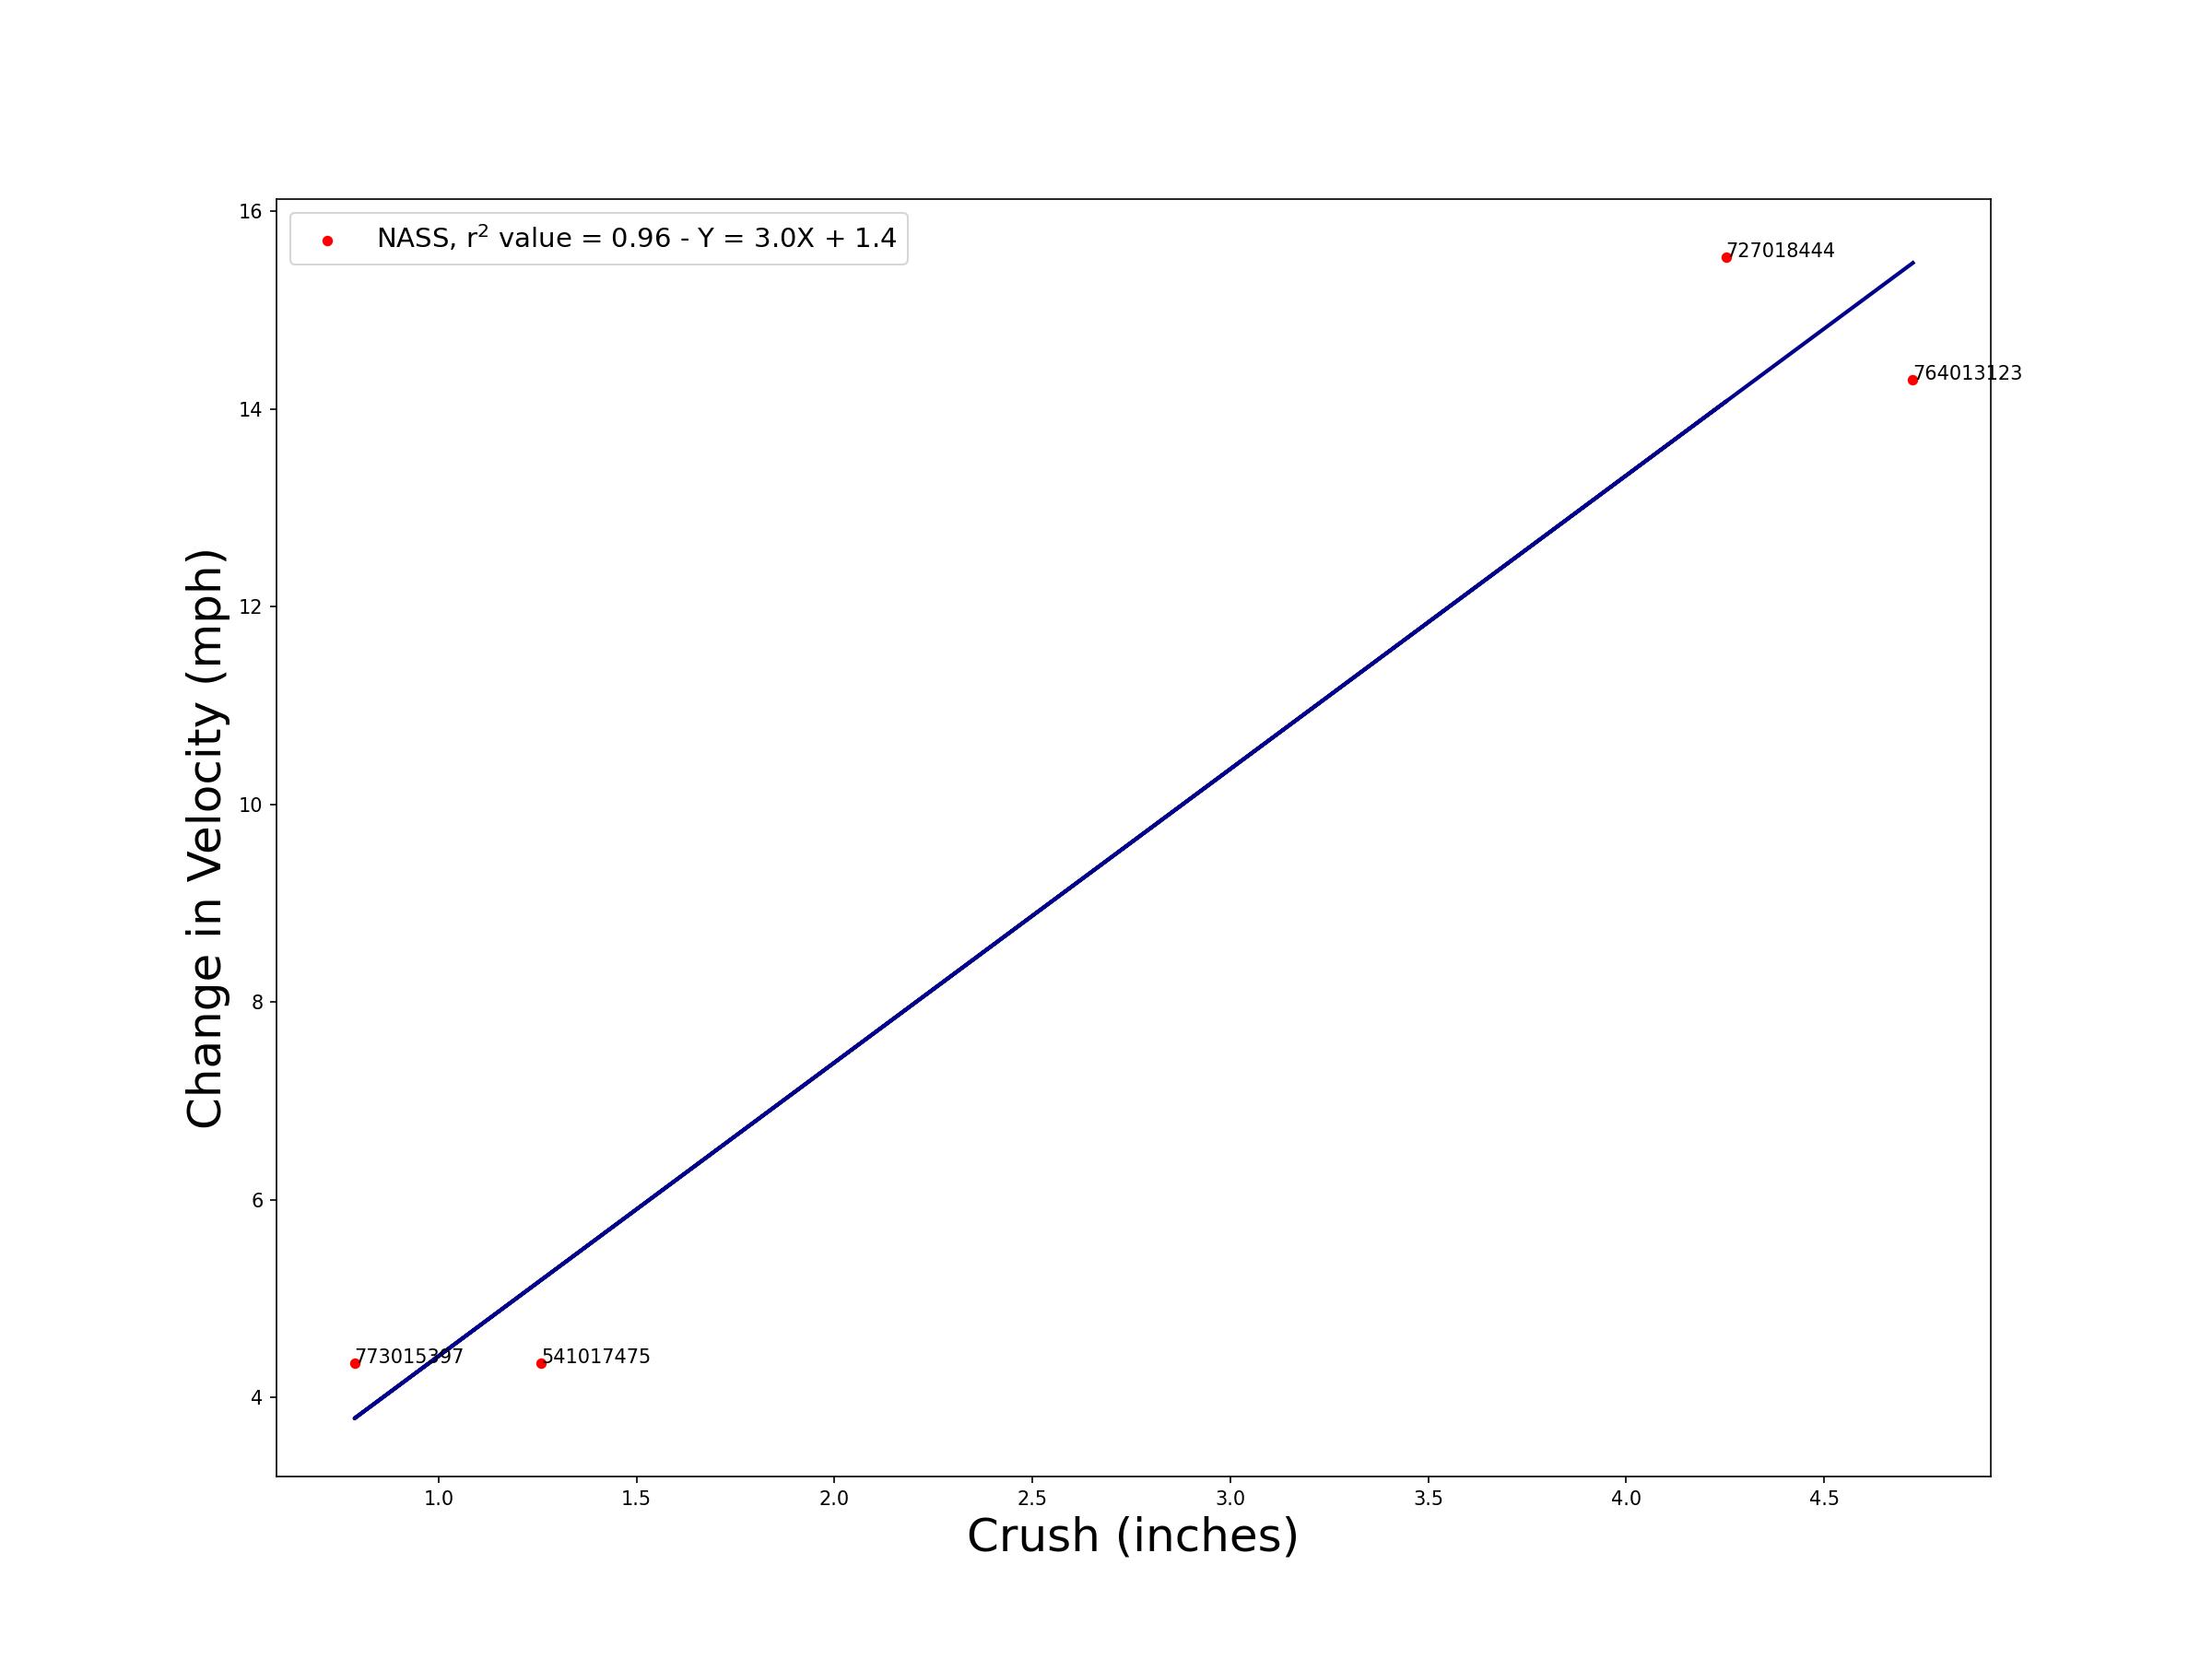 NASS, r² value = 0.96 - Y = 3.0X + 1.4
16
14
12
10
8
6
4
727018444
764013123
773015397
541017475
1.0 1.5 2.0 2.5 3.0 3.5 4.0 4.5
Crush (inches)
Change in Velocity (mph)